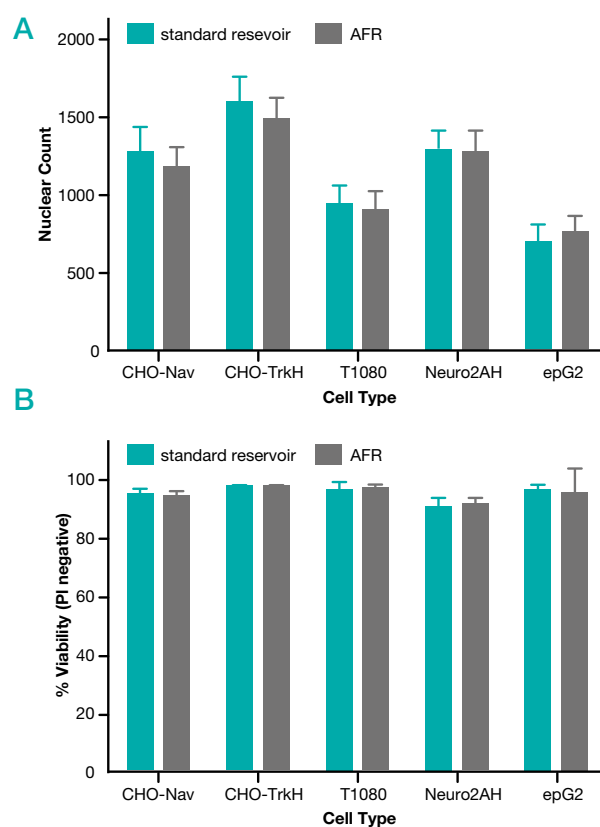 A
standard resevoir AFR
2000
1500
1000
500
0
Nuclear Count
CHO-Nav CHO-TrkH T1080 Neuro2AH epG2
Cell Type
B
standard reservoir AFR
100
80
60
40
20
0
% Viability (PI negative)
CHO-Nav CHO-TrkH T1080 Neuro2AH epG2
Cell Type